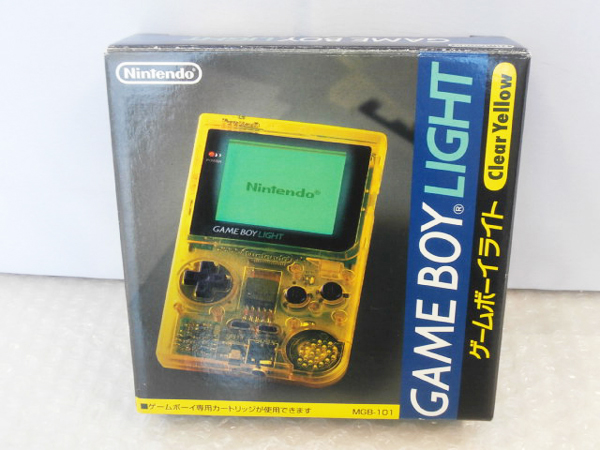 Nintendo®
Nintendo®
GAME BOY LIGHT
GAME BOY® LIGHT
Clear Yellow
ゲームボーイライト
■ゲームボーイ専用カートリッジが使用できます
MGB-101